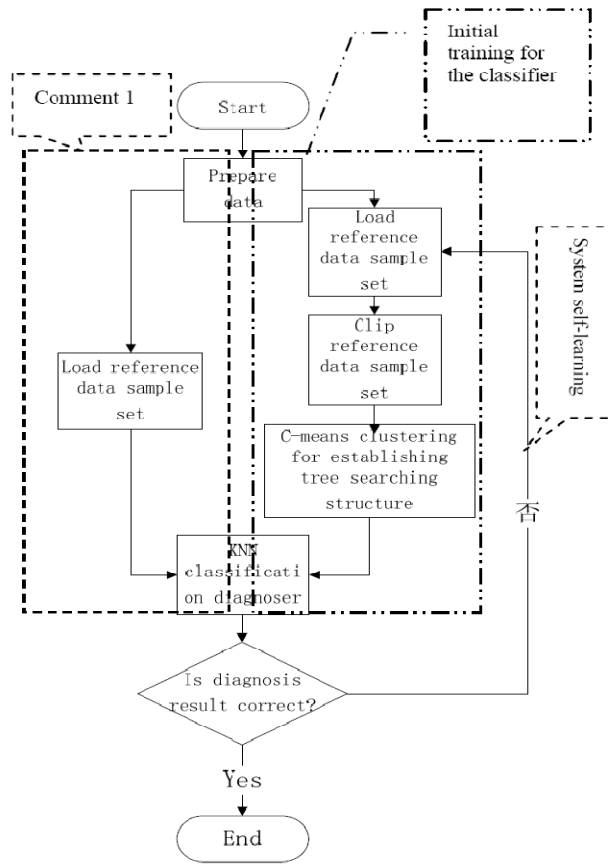 Initial
training for
the classifier
Comment 1
Start
Prepare
data
Load
reference
data sample
set
System self-learning
Clip
reference
data sample
set
Load reference
data sample
set
C-means clustering
for establishing
tree searching
structure
否
KNN
classificati
on diagnoser
Is diagnosis
result correct?
Yes
End